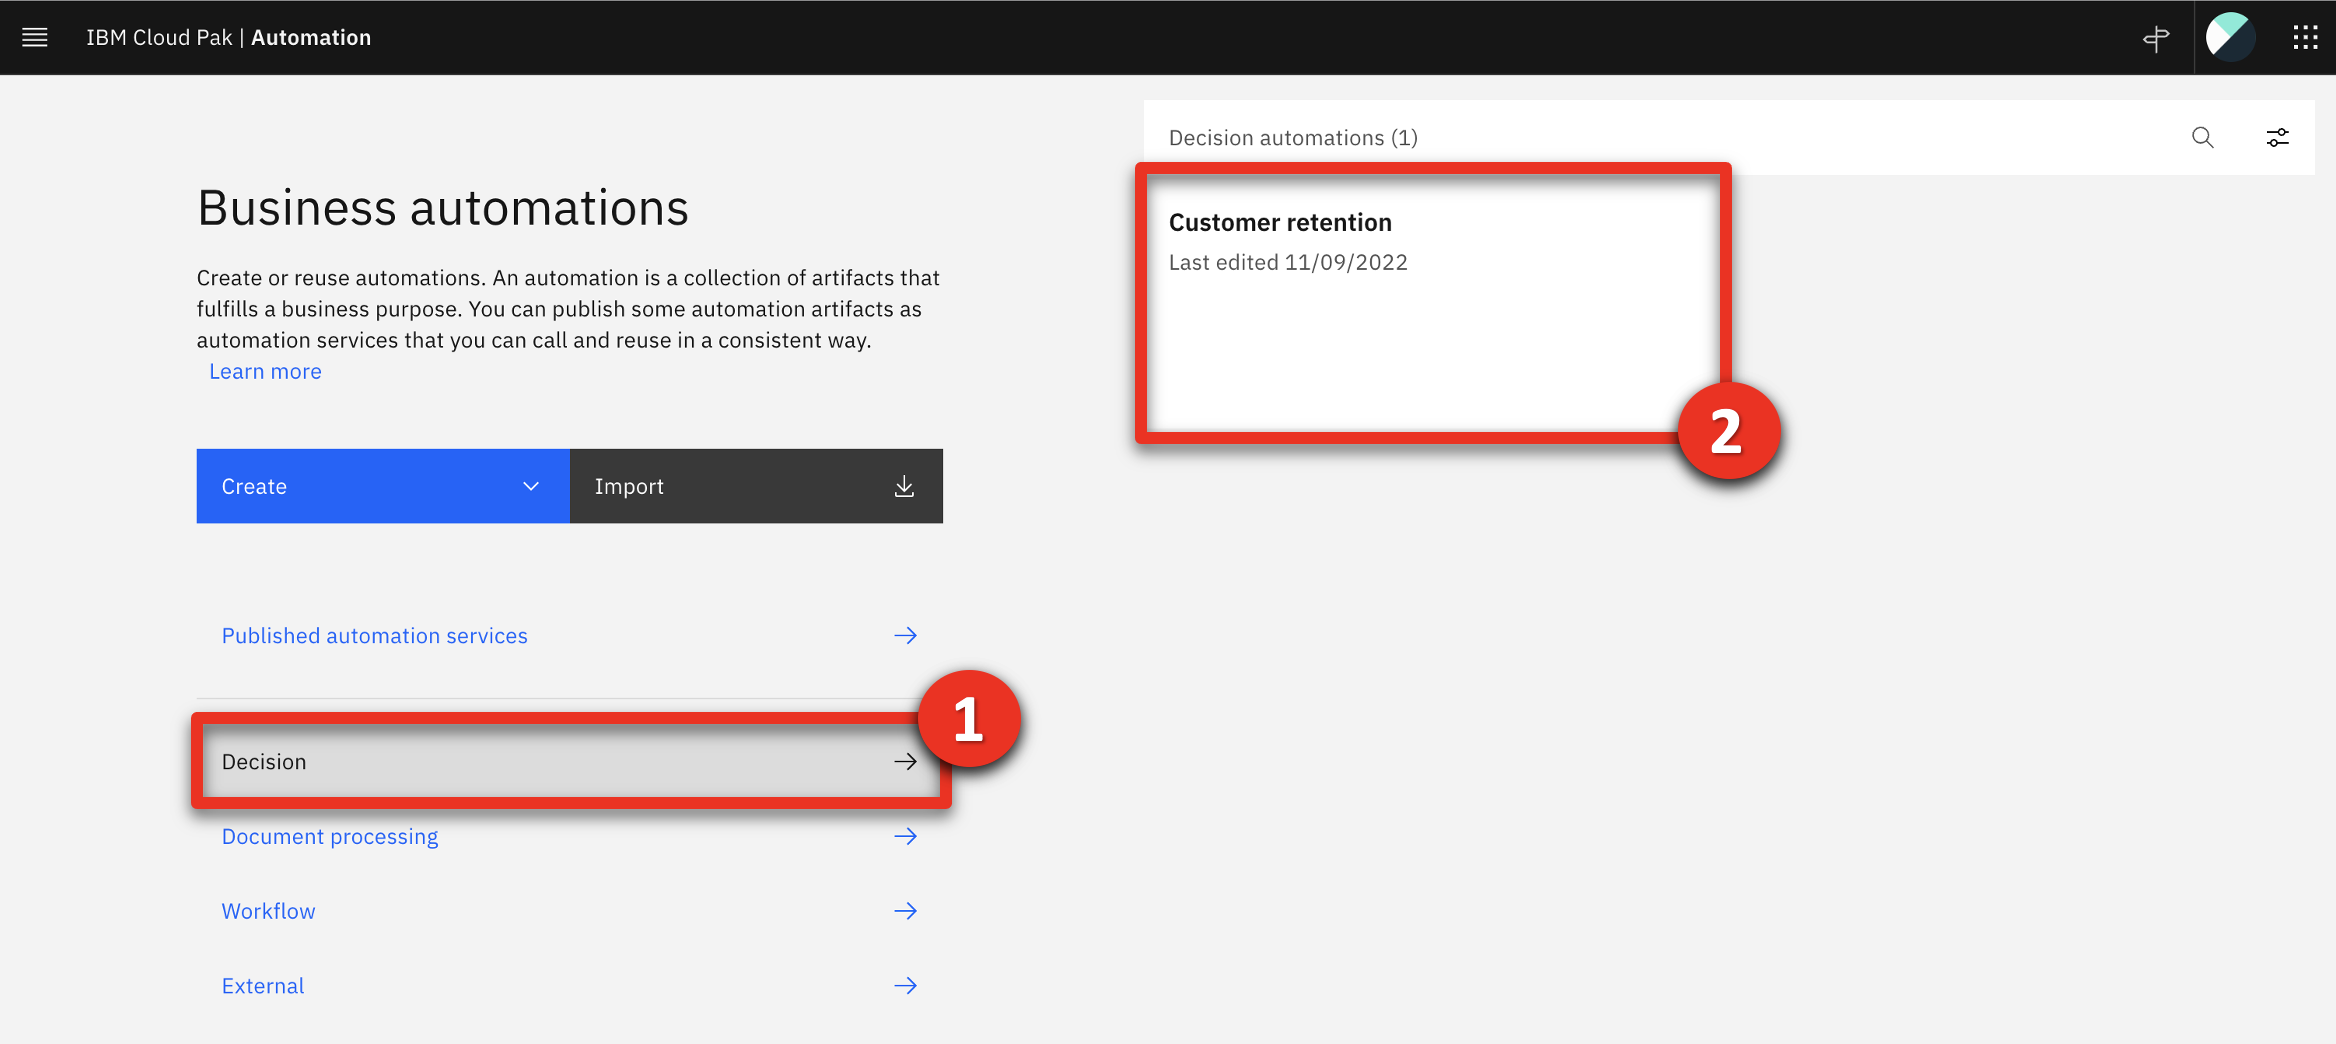 IBM Cloud Pak | Automation
Business automations
Create or reuse automations. An automation is a collection of artifacts that
fulfills a business purpose. You can publish some automation artifacts as
automation services that you can call and reuse in a consistent way.
Learn more
Create
Import
Published automation services
1
Decision
Document processing
Workflow
External
Decision automations (1)
Customer retention
Last edited 11/09/2022
2